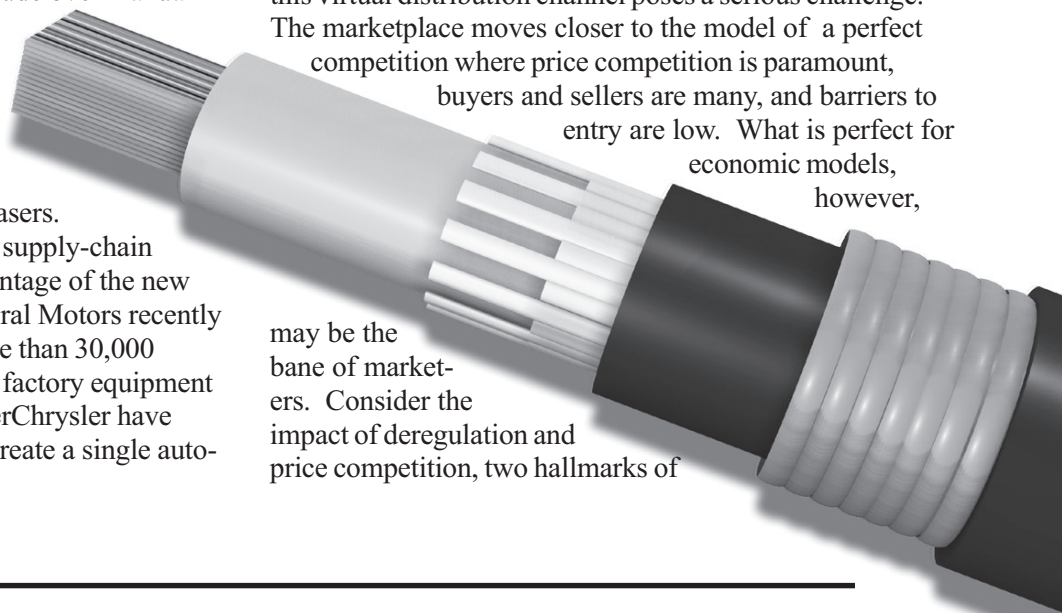 asers.
supply-chain
ntage of the new
ral Motors recently
e than 30,000
factory equipment
erChrysler have
reate a single auto-
this virtual distribution channel poses a serious challenge.
The marketplace moves closer to the model of a perfect
competition where price competition is paramount,
buyers and sellers are many, and barriers to
entry are low. What is perfect for
economic models,
however,
may be the
bane of market-
ers. Consider the
impact of deregulation and
price competition, two hallmarks of